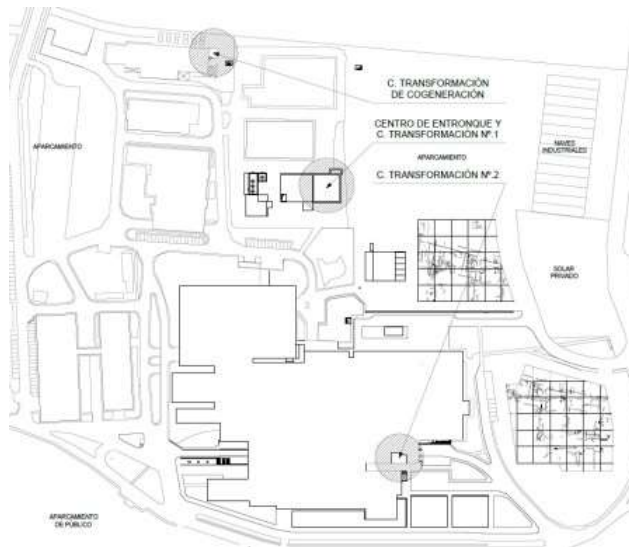 C. TRANSFORMACIÓN
DE COGENERACIÓN
CENTRO DE ENTRONQUE Y
C. TRANSFORMACIÓN Nº.1
APARCAMIENTO
NAVES
INDUSTRIALES
APARCAMIENTO
C. TRANSFORMACIÓN Nº.2
SOLAR
PRIVADO
APARCAMIENTO
DE PÚBLICO